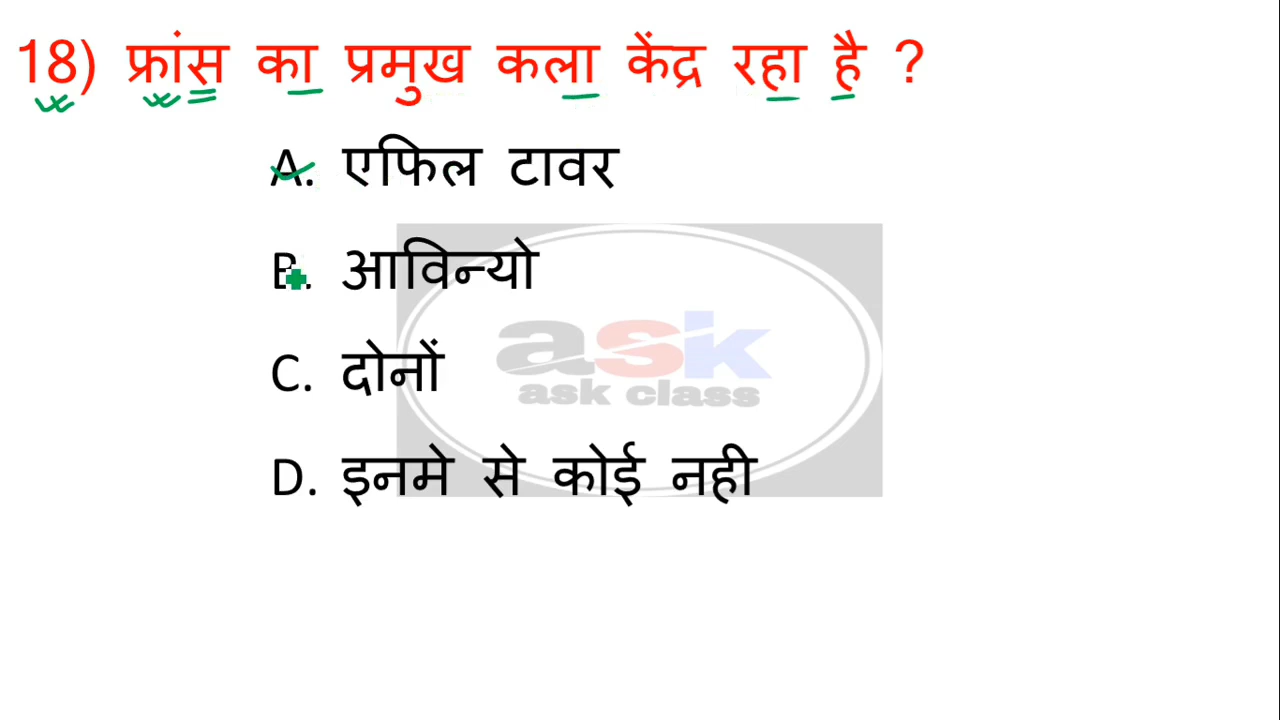 18) फ्रांस का प्रमुख कला केंद्र रहा है ?
A. एफिल टावर
B. आविन्यो
C. दोनों
D. इनमे से कोई नही
ask
ask class